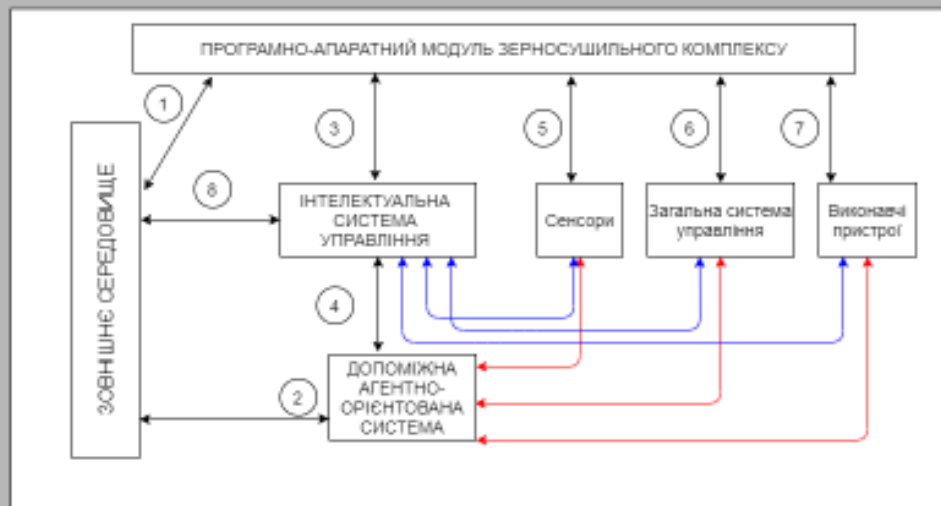 ПРОГРАМНО-АПАРАТНИЙ МОДУЛЬ ЗЕРНОСУШИЛЬНОГО КОМПЛЕКСУ
1
3
5
6
7
ЗОВНІШНЄ СЕРЕДОВИЩЕ
8
ІНТЕЛЕКТУАЛЬНА
СИСТЕМА
УПРАВЛІННЯ
Сенсори
Загальна система
управління
Виконавчі
пристрої
4
2
ДОПОМІЖНА
АГЕНТНО-
ОРІЄНТОВАНА
СИСТЕМА